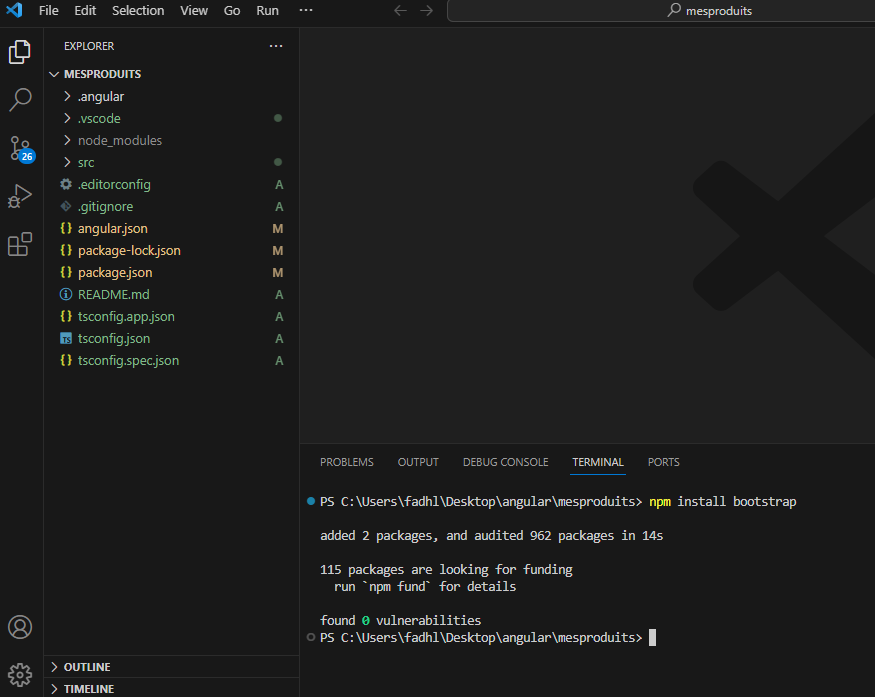 File Edit Selection View Go Run ···
mesproduits
EXPLORER ···
MESPRODUITS
.angular
.vscode
node_modules
src
.editorconfig A
.gitignore A
{} angular.json M
{} package-lock.json M
{} package.json M
README.md A
{} tsconfig.app.json A
TS tsconfig.json A
{} tsconfig.spec.json A
26
OUTLINE
TIMELINE
PROBLEMS OUTPUT DEBUG CONSOLE TERMINAL PORTS
PS C:\Users\fadhl\Desktop\angular\mesproduits> npm install bootstrap
added 2 packages, and audited 962 packages in 14s
115 packages are looking for funding
run `npm fund` for details
found 0 vulnerabilities
PS C:\Users\fadhl\Desktop\angular\mesproduits>